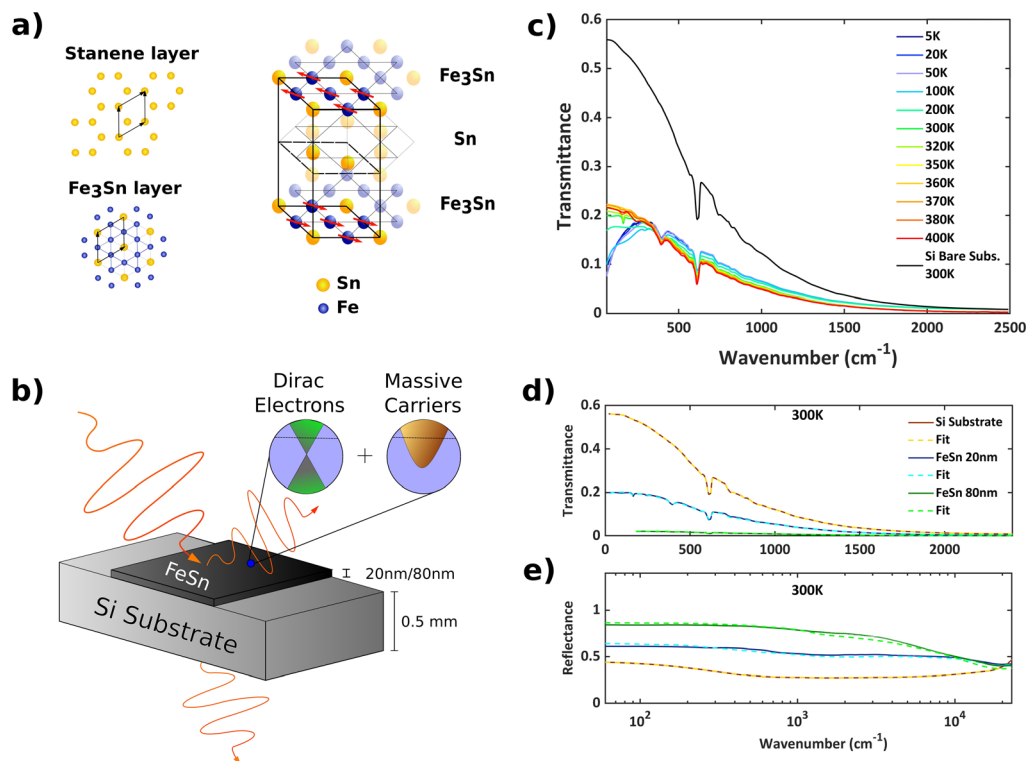 a)
Stanene layer
Fe3Sn layer
Fe3Sn
Sn
Fe3Sn
Sn
Fe
b)
Dirac
Electrons
+
Massive
Carriers
FeSn
20nm/80nm
Si Substrate
0.5 mm
c)
Transmittance
0.6
0.5
0.4
0.3
0.2
0.1
0
500
1000
1500
2000
2500
Wavenumber (cm-1)
5K
20K
50K
100K
200K
300K
320K
350K
360K
370K
380K
400K
Si Bare Subs.
300K
d)
300K
Transmittance
0.6
0.4
0.2
0
0
500
1000
1500
2000
Si Substrate
Fit
FeSn 20nm
Fit
FeSn 80nm
Fit
e)
300K
Reflectance
1
0.5
0
10^2
10^3
10^4
Wavenumber (cm-1)